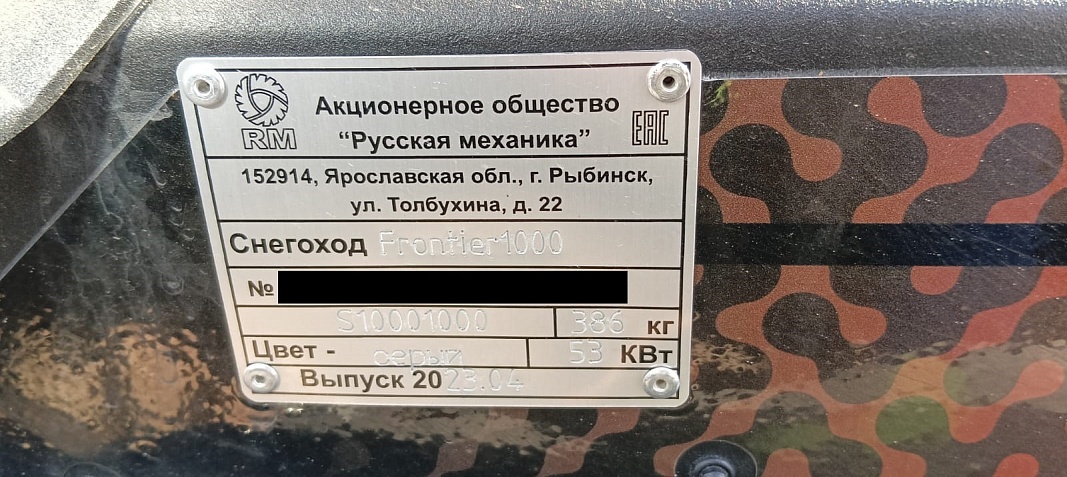 RM
Акционерное общество
“Русская механика”
EAC
152914, Ярославская обл., г. Рыбинск,
ул. Толбухина, д. 22
Снегоход Frontier1000
№
S10001000 386 кг
Цвет - серый 53 КВт
Выпуск 2023.04